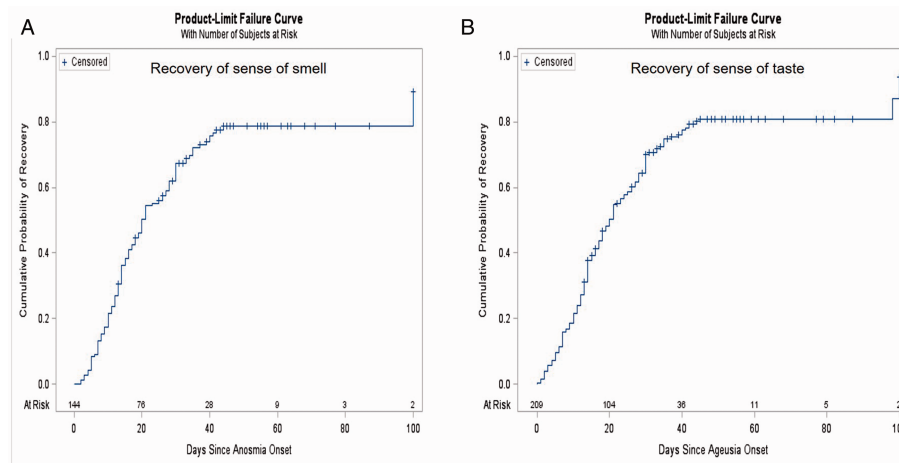 A
Product-Limit Failure Curve
With Number of Subjects at Risk
+ Censored
Recovery of sense of smell
Cumulative Probability of Recovery
1.0
0.8
0.6
0.4
0.2
0.0
At Risk 144 76 28 9 3 2
0 20 40 60 80 100
Days Since Anosmia Onset
B
Product-Limit Failure Curve
With Number of Subjects at Risk
+ Censored
Recovery of sense of taste
Cumulative Probability of Recovery
1.0
0.8
0.6
0.4
0.2
0.0
At Risk 209 104 36 11 5 2
0 20 40 60 80 100
Days Since Ageusia Onset